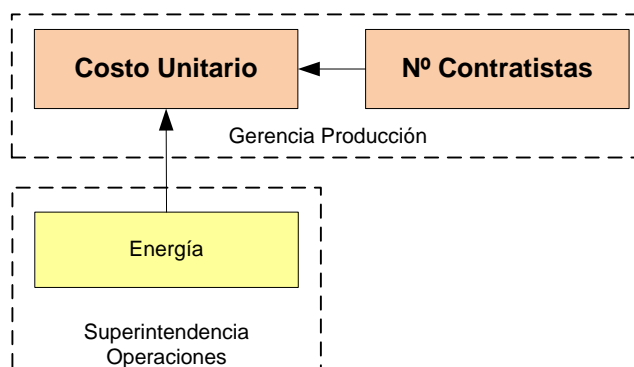 Costo Unitario
Nº Contratistas
Gerencia Producción
Energía
Superintendencia
Operaciones